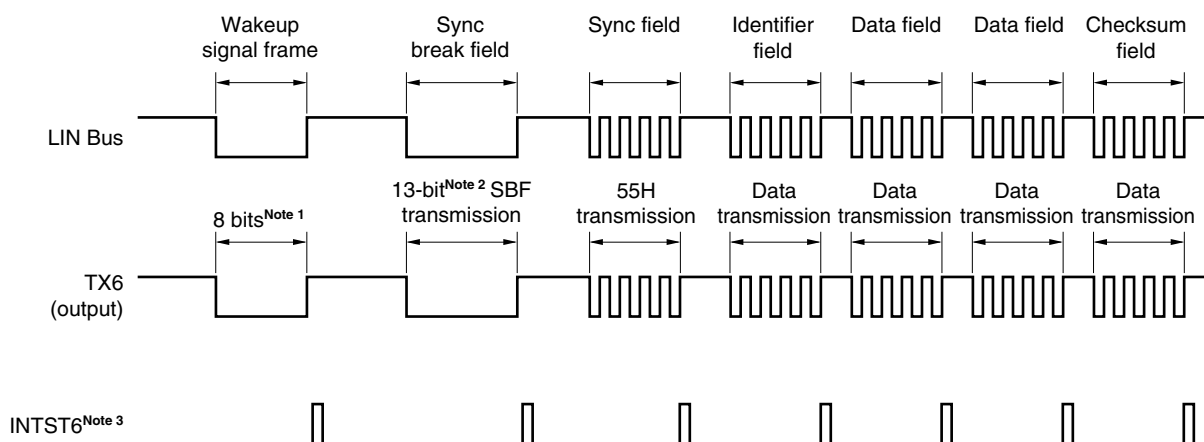 Wakeup
signal frame
Sync
break field
Sync field
Identifier
field
Data field
Data field
Checksum
field
LIN Bus
8 bitsNote 1
13-bitNote 2 SBF
transmission
55H
transmission
Data
transmission
Data
transmission
Data
transmission
Data
transmission
TX6
(output)
INTST6Note 3